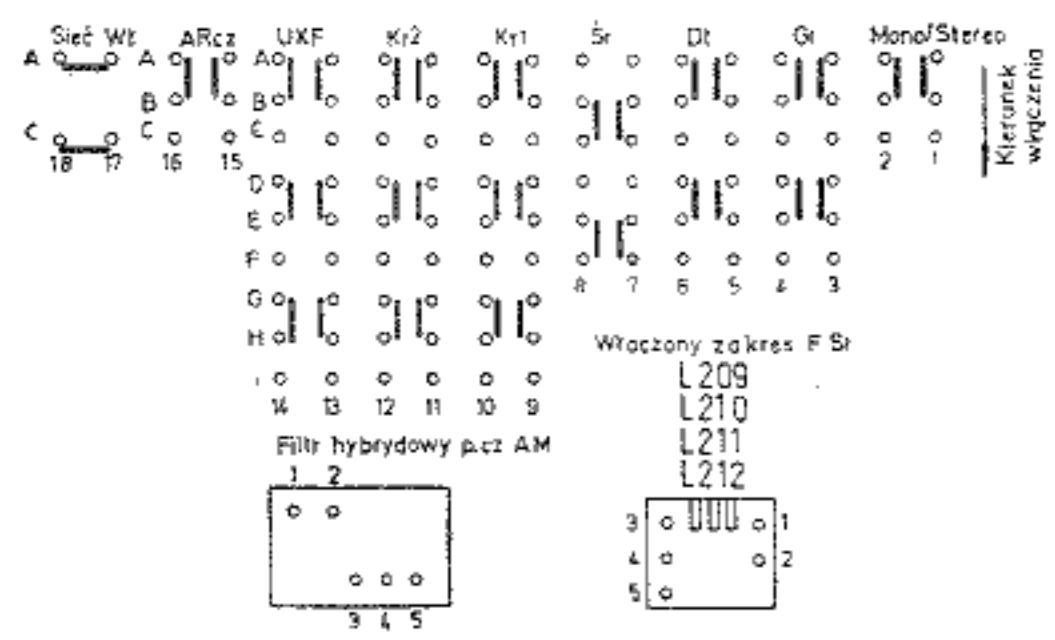 Sieć Wł ARcz UKF Kr2 Kr1 Śr Dł Gr Mono/Stereo
A A A
B B
C C C
18 17 16 15 2 1
Kierunek
włączenia
D
E
F
8 7 6 5 4 3
G
H
14 13 12 11 10 9
Włączony zakres F Śr
L209
L210
L211
L212
Filtr hybrydowy p.cz AM
1 2
3 4 5
3 1
4 2
5